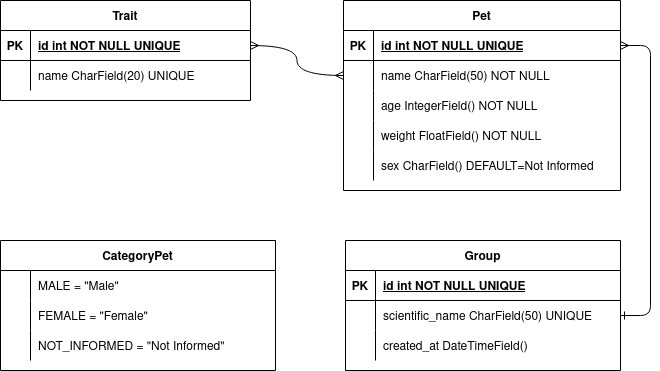 Trait
PK id int NOT NULL UNIQUE
name CharField(20) UNIQUE
Pet
PK id int NOT NULL UNIQUE
name CharField(50) NOT NULL
age IntegerField() NOT NULL
weight FloatField() NOT NULL
sex CharField() DEFAULT=Not Informed
CategoryPet
MALE = "Male"
FEMALE = "Female"
NOT_INFORMED = "Not Informed"
Group
PK id int NOT NULL UNIQUE
scientific_name CharField(50) UNIQUE
created_at DateTimeField()